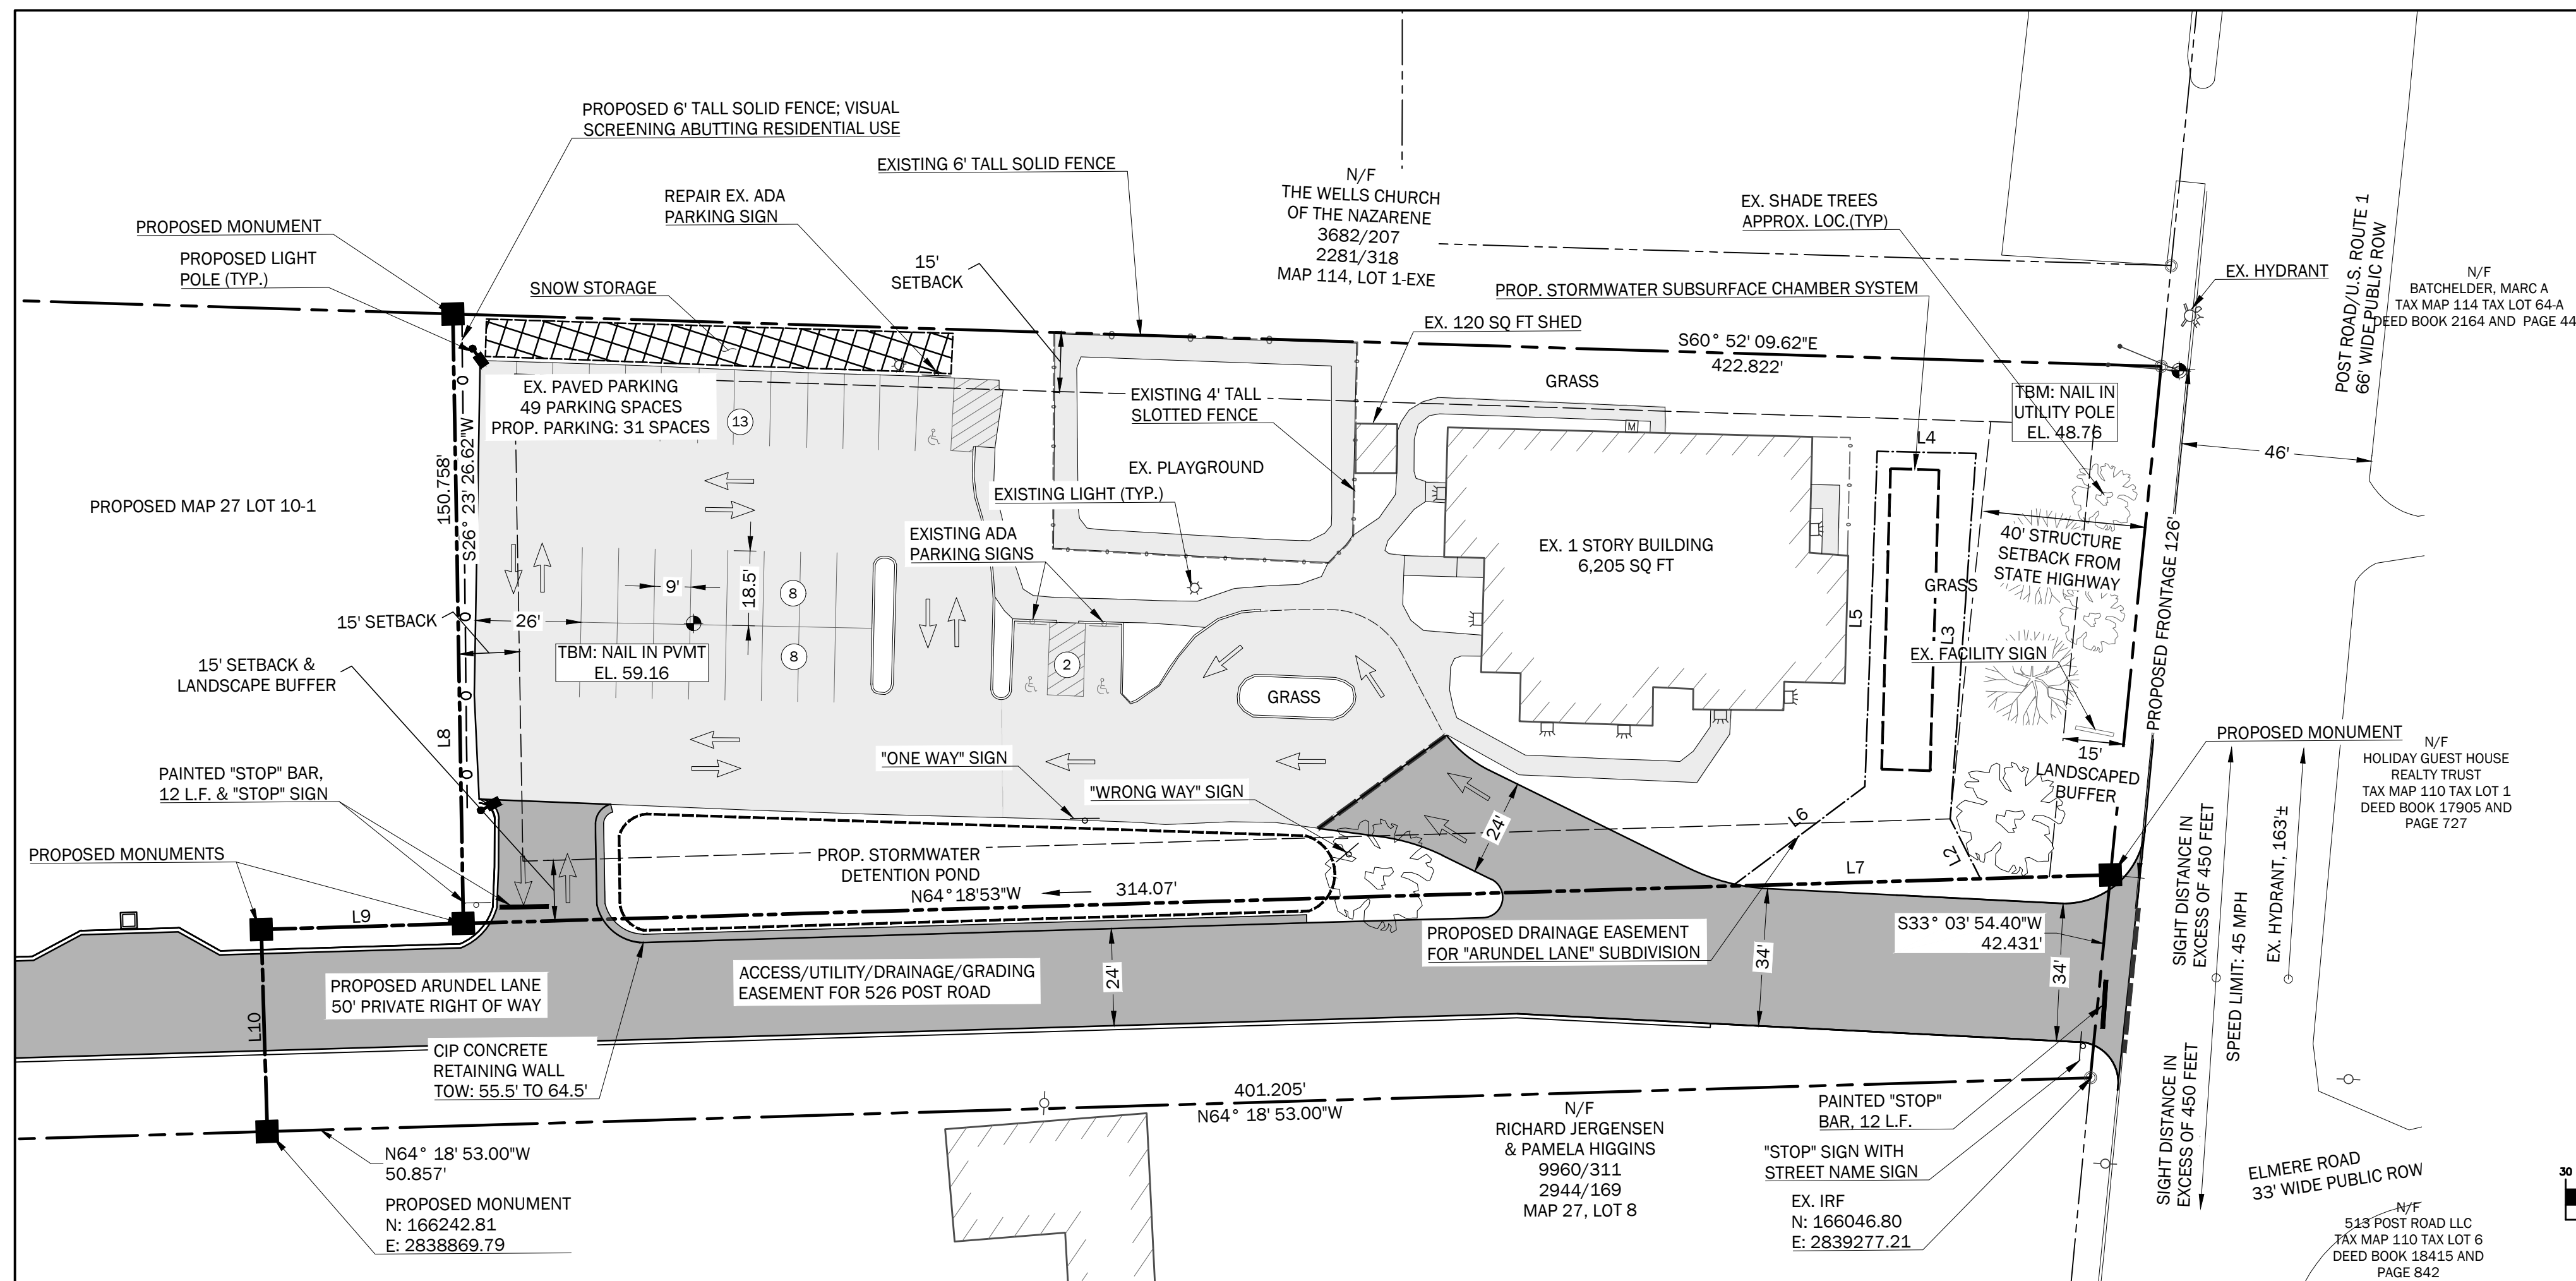 PROPOSED 6' TALL SOLID FENCE; VISUAL
SCREENING ABUTTING RESIDENTIAL USE
EXISTING 6' TALL SOLID FENCE
REPAIR EX. ADA
PARKING SIGN
PROPOSED MONUMENT
PROPOSED LIGHT
POLE (TYP.)
SNOW STORAGE
15'
SETBACK
N/F
THE WELLS CHURCH
OF THE NAZARENE
3682/207
2281/318
MAP 114, LOT 1-EXE
EX. SHADE TREES
APPROX. LOC.(TYP)
PROP. STORMWATER SUBSURFACE CHAMBER SYSTEM
EX. 120 SQ FT SHED
S60° 52' 09.62"E
422.822'
GRASS
POST ROAD/U.S. ROUTE 1
66' WIDE PUBLIC ROW
EX. HYDRANT
N/F
BATCHELDER, MARC A
TAX MAP 114 TAX LOT 64-A
DEED BOOK 2164 AND PAGE 44
EX. PAVED PARKING
49 PARKING SPACES
PROP. PARKING: 31 SPACES
13
EXISTING 4' TALL
SLOTTED FENCE
EX. PLAYGROUND
EXISTING LIGHT (TYP.)
M
TBM: NAIL IN
UTILITY POLE
EL. 48.76
L4
46'
150.758'
S26° 23' 26.62"W
PROPOSED MAP 27 LOT 10-1
EXISTING ADA
PARKING SIGNS
EX. 1 STORY BUILDING
6,205 SQ FT
40' STRUCTURE
SETBACK FROM
STATE HIGHWAY
GRASS
L5
L3
9'
18.5'
8
26'
15' SETBACK
TBM: NAIL IN PVMT
EL. 59.16
8
2
15' SETBACK &
LANDSCAPE BUFFER
GRASS
EX. FACILITY SIGN
PROPOSED FRONTAGE 126'
PROPOSED MONUMENT
L8
15'
LANDSCAPED
BUFFER
N/F
HOLIDAY GUEST HOUSE
REALTY TRUST
TAX MAP 110 TAX LOT 1
DEED BOOK 17905 AND
PAGE 727
PAINTED "STOP" BAR,
12 L.F. & "STOP" SIGN
"ONE WAY" SIGN
"WRONG WAY" SIGN
24'
L6
L2
L7
PROPOSED MONUMENTS
PROP. STORMWATER
DETENTION POND
N64°18'53"W
314.07'
L9
SIGHT DISTANCE IN
EXCESS OF 450 FEET
EX. HYDRANT, 163'±
SPEED LIMIT: 45 MPH
S33° 03' 54.40"W
42.431'
PROPOSED DRAINAGE EASEMENT
FOR "ARUNDEL LANE" SUBDIVISION
34'
34'
24'
PROPOSED ARUNDEL LANE
50' PRIVATE RIGHT OF WAY
ACCESS/UTILITY/DRAINAGE/GRADING
EASEMENT FOR 526 POST ROAD
L10
CIP CONCRETE
RETAINING WALL
TOW: 55.5' TO 64.5'
401.205'
N64° 18' 53.00"W
N/F
RICHARD JERGENSEN
& PAMELA HIGGINS
9960/311
2944/169
MAP 27, LOT 8
PAINTED "STOP"
BAR, 12 L.F.
"STOP" SIGN WITH
STREET NAME SIGN
EX. IRF
N: 166046.80
E: 2839277.21
SIGHT DISTANCE IN
EXCESS OF 450 FEET
ELMERE ROAD
33' WIDE PUBLIC ROW
N64° 18' 53.00"W
50.857'
PROPOSED MONUMENT
N: 166242.81
E: 2838869.79
N/F
513 POST ROAD LLC
TAX MAP 110 TAX LOT 6
DEED BOOK 18415 AND
PAGE 842
30